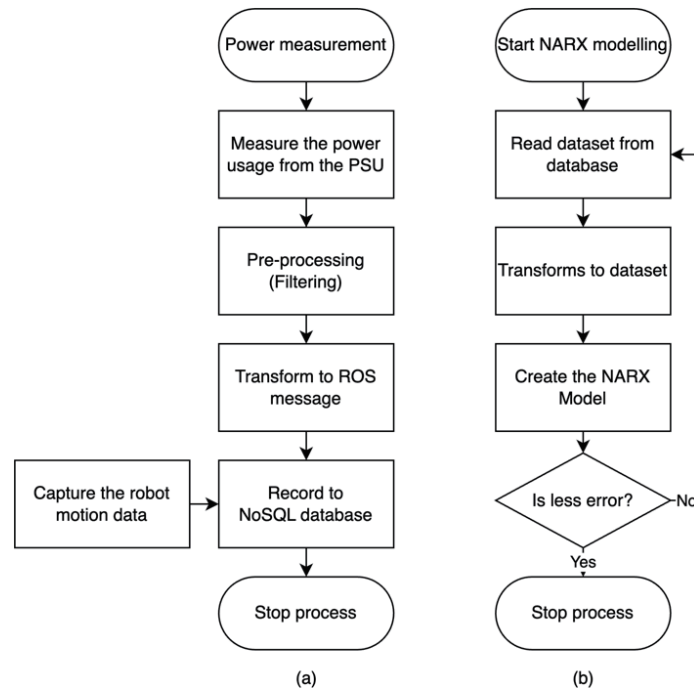 Power measurement
Measure the power
usage from the PSU
Pre-processing
(Filtering)
Transform to ROS
message
Capture the robot
motion data
Record to
NoSQL database
Stop process
(a)
Start NARX modelling
Read dataset from
database
Transforms to dataset
Create the NARX
Model
Is less error?
No
Yes
Stop process
(b)